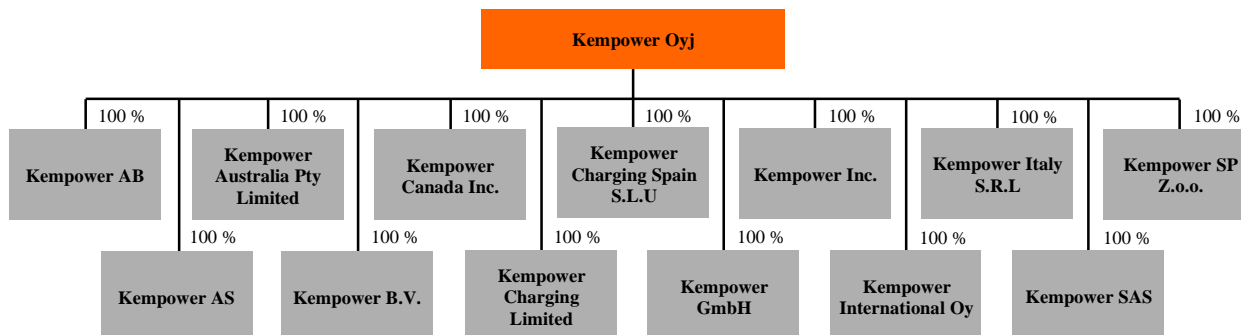 Kempower Oyj
100 %
100 %
100 %
100 %
100 %
100 %
100 %
Kempower AB
Kempower
Australia Pty
Limited
Kempower
Canada Inc.
Kempower
Charging Spain
S.L.U
Kempower Inc.
Kempower Italy
S.R.L
Kempower SP
Z.o.o.
100 %
100 %
100 %
100 %
100 %
100 %
Kempower AS
Kempower B.V.
Kempower
Charging
Limited
Kempower
GmbH
Kempower
International Oy
Kempower SAS